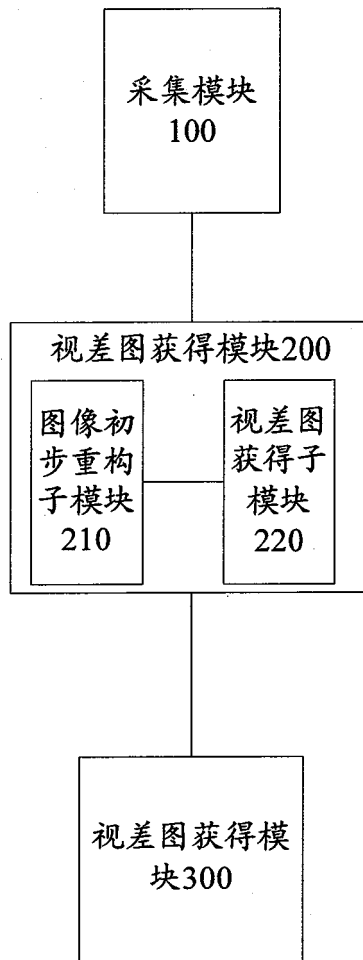 采集模块
100
视差图获得模块200
图像初
步重构
子模块
210
视差图
获得子
模块
220
视差图获得模
块300